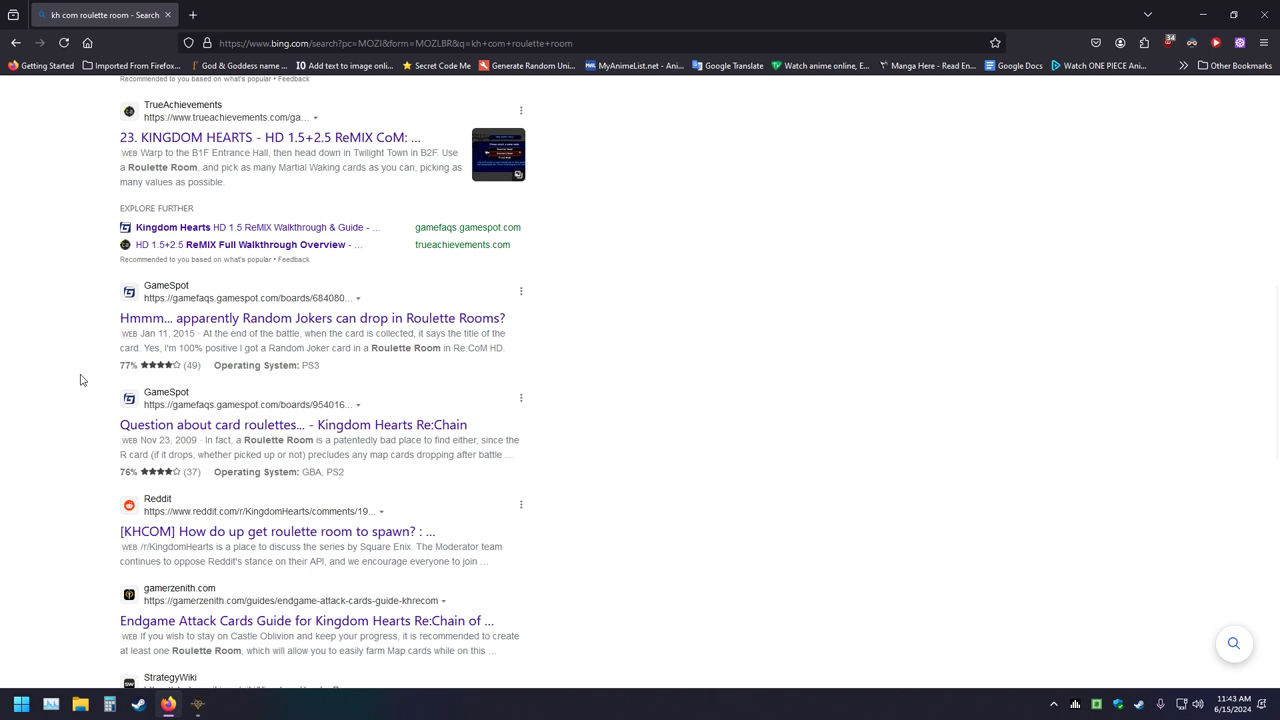 kh com roulette room - Search
https://www.bing.com/search?pc=MOZI&form=MOZLBR&q=kh+com+roulette+room
24
Getting Started
Imported From Firefox...
God & Goddess name ...
Add text to image onl...
Secret Code Me
Generate Random Uni...
MyAnimeList.net - Ani...
Google Translate
Watch anime online, E...
Manga Here - Read En...
Google Docs
Watch ONE PIECE Ani...
Other Bookmarks
Recommended to you based on what's popular • Feedback
TrueAchievements
https://www.trueachievements.com/ga...
23. KINGDOM HEARTS - HD 1.5+2.5 ReMIX CoM: ...
WEB Warp to the B1F Entrance Hall, then head down in Twilight Town in B2F. Use
a Roulette Room, and pick as many Martial Waking cards as you can, picking as
many values as possible.
EXPLORE FURTHER
Kingdom Hearts HD 1.5 ReMIX Walkthrough & Guide - ...
gamefaqs.gamespot.com
HD 1.5+2.5 ReMIX Full Walkthrough Overview - ...
trueachievements.com
Recommended to you based on what's popular • Feedback
GameSpot
https://gamefaqs.gamespot.com/boards/684080...
Hmmm... apparently Random Jokers can drop in Roulette Rooms?
WEB Jan 11, 2015 · At the end of the battle, when the card is collected, it says the title of the
card. Yes, I'm 100% positive I got a Random Joker card in a Roulette Room in Re:CoM HD.
77% ★★★★☆ (49) Operating System: PS3
GameSpot
https://gamefaqs.gamespot.com/boards/954016...
Question about card roulettes... - Kingdom Hearts Re:Chain
WEB Nov 23, 2009 · In fact, a Roulette Room is a patentedly bad place to find either, since the
R card (if it drops, whether picked up or not) precludes any map cards dropping after battle ...
76% ★★★★☆ (37) Operating System: GBA, PS2
Reddit
https://www.reddit.com/r/KingdomHearts/comments/19...
[KHCOM] How do up get roulette room to spawn? : ...
WEB /r/KingdomHearts is a place to discuss the series by Square Enix. The Moderator team
continues to oppose Reddit's stance on their API, and we encourage everyone to join ...
gamerzenith.com
https://gamerzenith.com/guides/endgame-attack-cards-guide-khrecom
Endgame Attack Cards Guide for Kingdom Hearts Re:Chain of ...
WEB If you wish to stay on Castle Oblivion and keep your progress, it is recommended to create
at least one Roulette Room, which will allow you to easily farm Map cards while on this ...
StrategyWiki
11:43 AM
6/15/2024